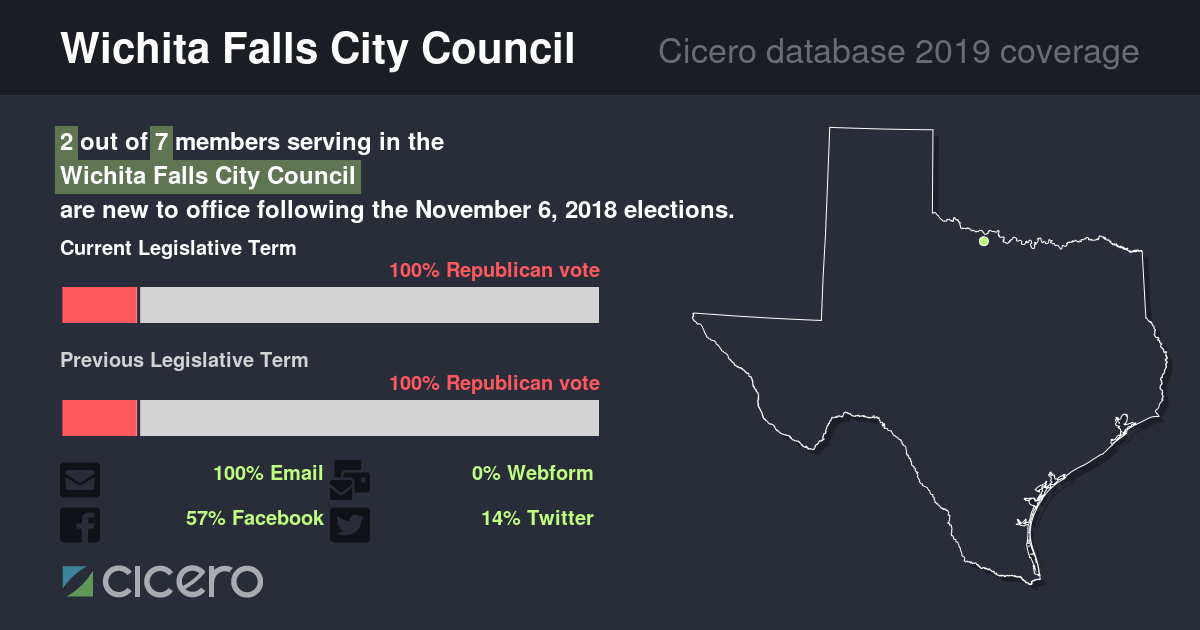 Wichita Falls City Council
Cicero database 2019 coverage
2 out of 7 members serving in the
Wichita Falls City Council
are new to office following the November 6, 2018 elections.
Current Legislative Term
100% Republican vote
Previous Legislative Term
100% Republican vote
100% Email
0% Webform
57% Facebook
14% Twitter
cicero